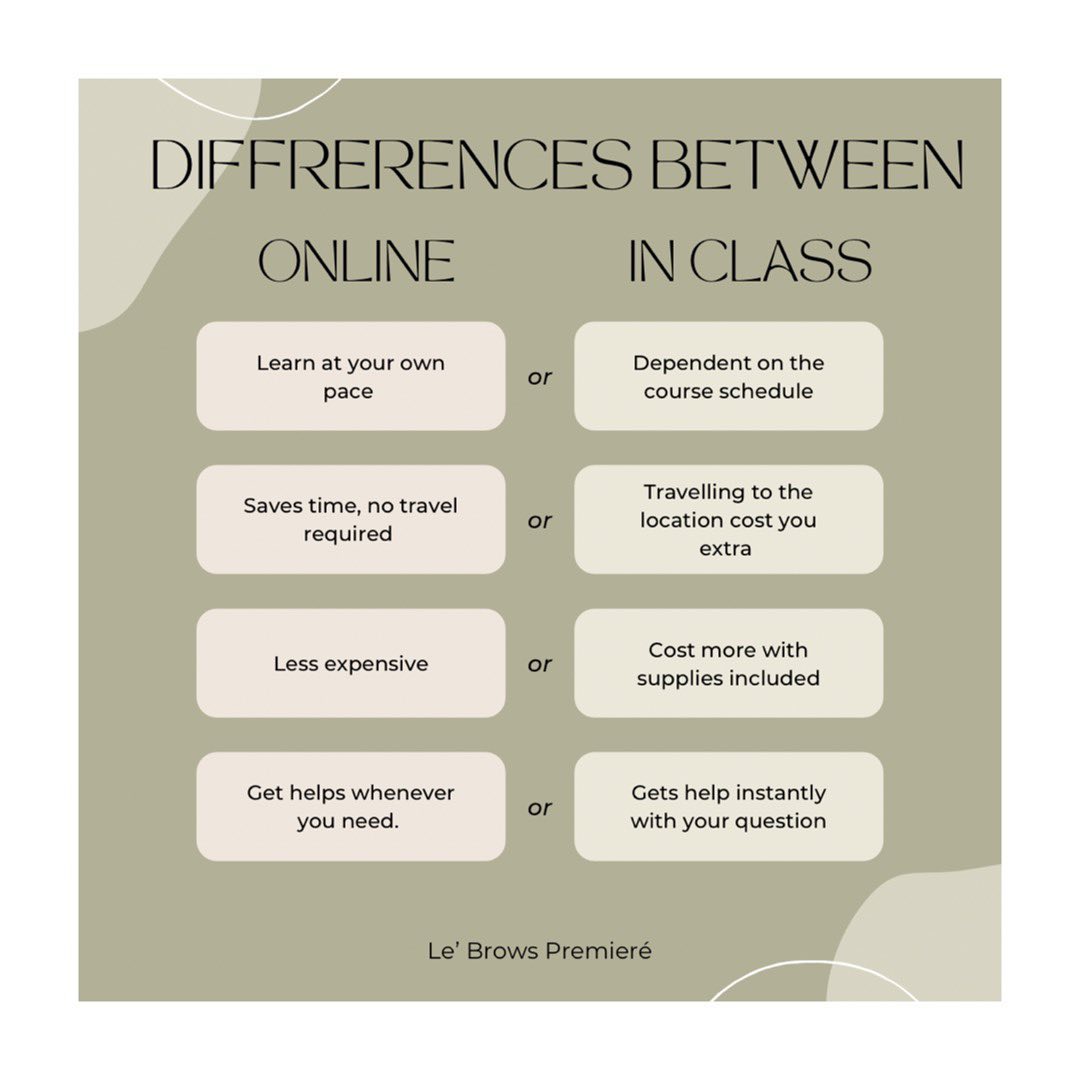 DIFFRERENCES BETWEEN
ONLINE
IN CLASS
Learn at your own
pace
or
Dependent on the
course schedule
Saves time, no travel
required
or
Travelling to the
location cost you
extra
Less expensive
or
Cost more with
supplies included
Get helps whenever
you need.
or
Gets help instantly
with your question
Le' Brows Premieré